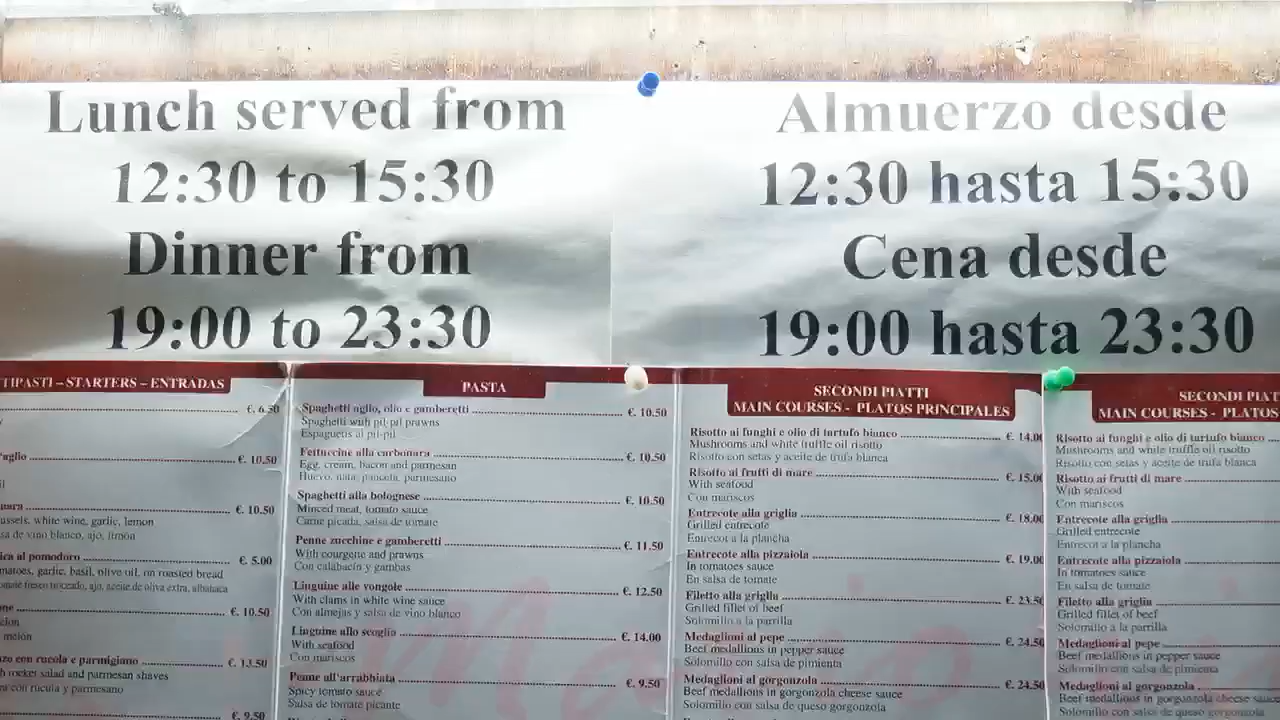 Lunch served from
12:30 to 15:30
Dinner from
19:00 to 23:30
Almuerzo desde
12:30 hasta 15:30
Cena desde
19:00 hasta 23:30
TIPASTI – STARTERS – ENTRADAS
€. 6.50
€. 10.50
€. 10.50
ussels, white wine, garlic, lemon
sa de vino blanco, ajo, limón
ica al pomodoro €. 5.00
matoes, garlic, basil, olive oil, on roasted bread
€. 10.50
melón
zo con rucola e parmigiano €. 13.50
h rocket salad and parmesan shaves
a con rucula y parmesano
€. 9.50
PASTA
Spaghetti aglio, olio e gamberetti €. 10.50
Spaghetti with pil-pil prawns
Espaguetis al pil-pil
Fettuccine alla carbonara €. 10.50
Egg, cream, bacon and parmesan
Huevo, nata, panceta, parmesano
Spaghetti alla bolognese €. 10.50
Minced meat, tomato sauce
Carne picada, salsa de tomate
Penne zucchine e gamberetti €. 11.50
With courgette and prawns
Con calabacín y gambas
Linguine alle vongole €. 12.50
With clams in white wine sauce
Con almejas y salsa de vino blanco
Linguine allo scoglio €. 14.00
With seafood
Con mariscos
Penne all'arrabbiata €. 9.50
Spicy tomato sauce
Salsa de tomate picante
SECONDI PIATTI
MAIN COURSES - PLATOS PRINCIPALES
Risotto ai funghi e olio di tartufo bianco €. 14.00
Mushrooms and white truffle oil risotto
Risotto con setas y aceite de trufa blanca
Risotto ai frutti di mare €. 15.00
With seafood
Con mariscos
Entrecote alla griglia €. 18.00
Grilled entrecote
Entrecot a la plancha
Entrecote alla pizzaiola €. 19.00
In tomatoes sauce
En salsa de tomate
Filetto alla griglia €. 23.50
Grilled fillet of beef
Solomillo a la parrilla
Medaglioni al pepe €. 24.50
Beef medallions in pepper sauce
Solomillo con salsa de pimienta
Medaglioni al gorgonzola €. 24.50
Beef medallions in gorgonzola cheese sauce
Solomillo con salsa de queso gorgonzola
SECONDI PIAT
MAIN COURSES - PLATOS
Risotto ai funghi e olio di tartufo bianco
Mushrooms and white truffle oil risotto
Risotto con setas y aceite de trufa blanca
Risotto ai frutti di mare
With seafood
Con mariscos
Entrecote alla griglia
Grilled entrecote
Entrecot a la plancha
Entrecote alla pizzaiola
In tomatoes sauce
En salsa de tomate
Filetto alla griglia
Grilled fillet of beef
Solomillo a la parrilla
Medaglioni al pepe
Beef medallions in pepper sauce
Solomillo con salsa de pimienta
Medaglioni al gorgonzola
Beef medallions in gorgonzola cheese sauce
Solomillo con salsa de queso gorgonzola